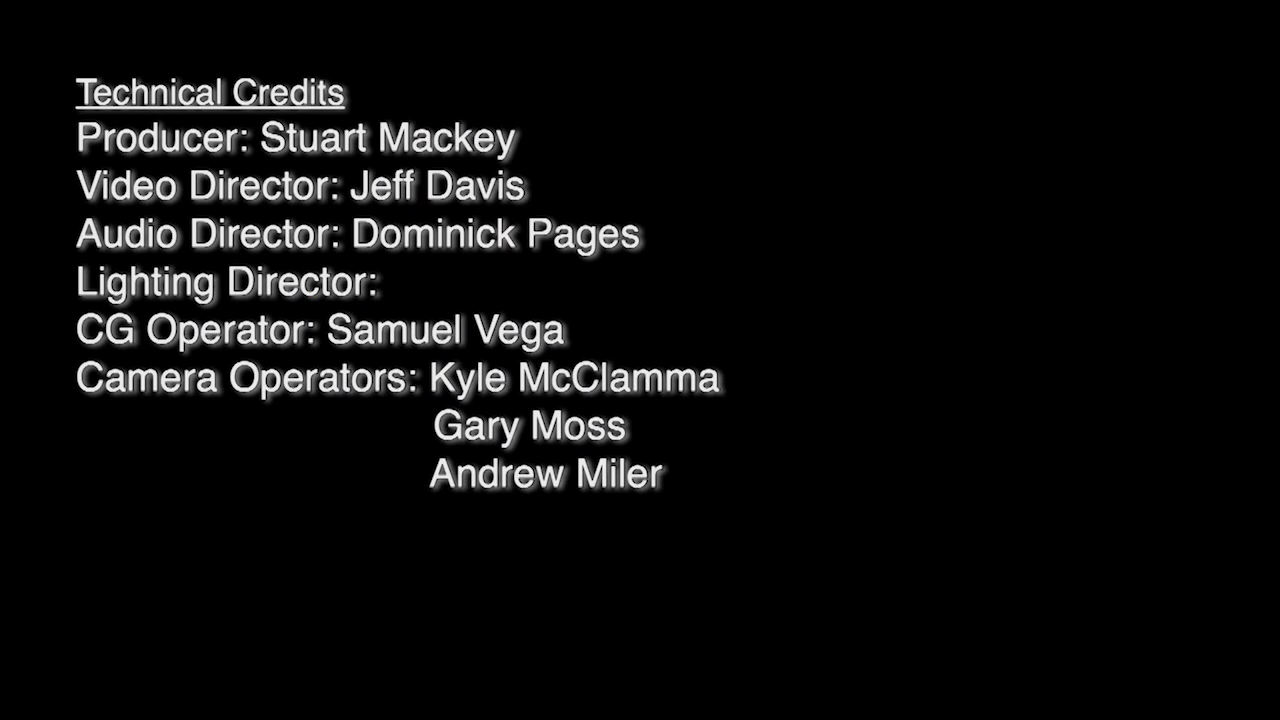 Technical Credits
Producer: Stuart Mackey
Video Director: Jeff Davis
Audio Director: Dominick Pages
Lighting Director:
CG Operator: Samuel Vega
Camera Operators: Kyle McClamma
Gary Moss
Andrew Miler